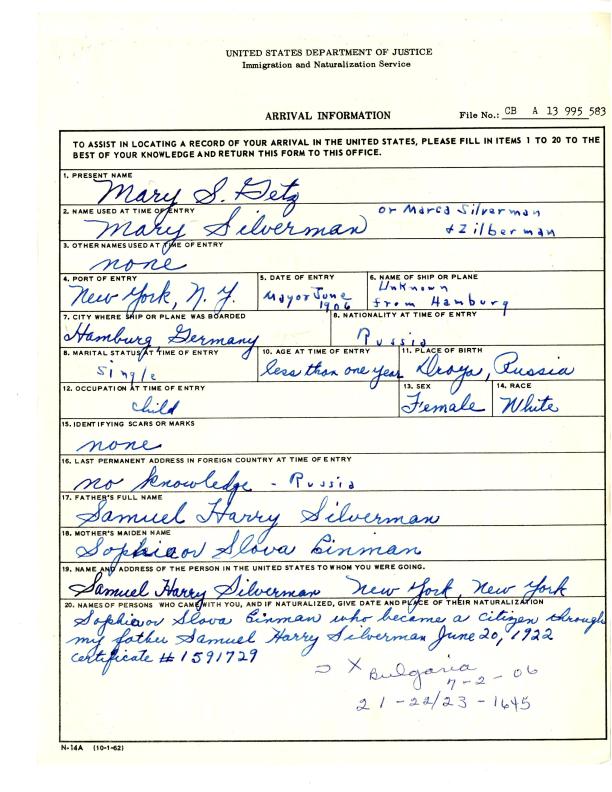 UNITED STATES DEPARTMENT OF JUSTICE
Immigration and Naturalization Service
ARRIVAL INFORMATION
File No.: CB A 13 995 583
TO ASSIST IN LOCATING A RECORD OF YOUR ARRIVAL IN THE UNITED STATES, PLEASE FILL IN ITEMS 1 TO 20 TO THE
BEST OF YOUR KNOWLEDGE AND RETURN THIS FORM TO THIS OFFICE.
1. PRESENT NAME
Mary S. Getz
2. NAME USED AT TIME OF ENTRY
Mary Silverman
or Marca Silverman
+ Zilberman
3. OTHER NAMES USED AT TIME OF ENTRY
none
4. PORT OF ENTRY
New York, N. Y.
5. DATE OF ENTRY
May or June
1906
6. NAME OF SHIP OR PLANE
Unknown
from Hamburg
7. CITY WHERE SHIP OR PLANE WAS BOARDED
Hamburg, Germany
8. NATIONALITY AT TIME OF ENTRY
Russia
8. MARITAL STATUS AT TIME OF ENTRY
Single
10. AGE AT TIME OF ENTRY
less than one year
11. PLACE OF BIRTH
Droya, Russia
12. OCCUPATION AT TIME OF ENTRY
child
13. SEX
Female
14. RACE
White
15. IDENTIFYING SCARS OR MARKS
none
16. LAST PERMANENT ADDRESS IN FOREIGN COUNTRY AT TIME OF ENTRY
no knowledge - Russia
17. FATHER'S FULL NAME
Samuel Harry Silverman
18. MOTHER'S MAIDEN NAME
Sophia or Slova Einman
19. NAME AND ADDRESS OF THE PERSON IN THE UNITED STATES TO WHOM YOU WERE GOING.
Samuel Harry Silverman New York, New York
20. NAMES OF PERSONS WHO CAME WITH YOU, AND IF NATURALIZED, GIVE DATE AND PLACE OF THEIR NATURALIZATION
Sophia or Slova Einman who became a citizen through
my father Samuel Harry Silverman June 20, 1922
certificate # 1591729
X Bulgaria
7-2-06
21-22/23-1645
N-14A (10-1-62)